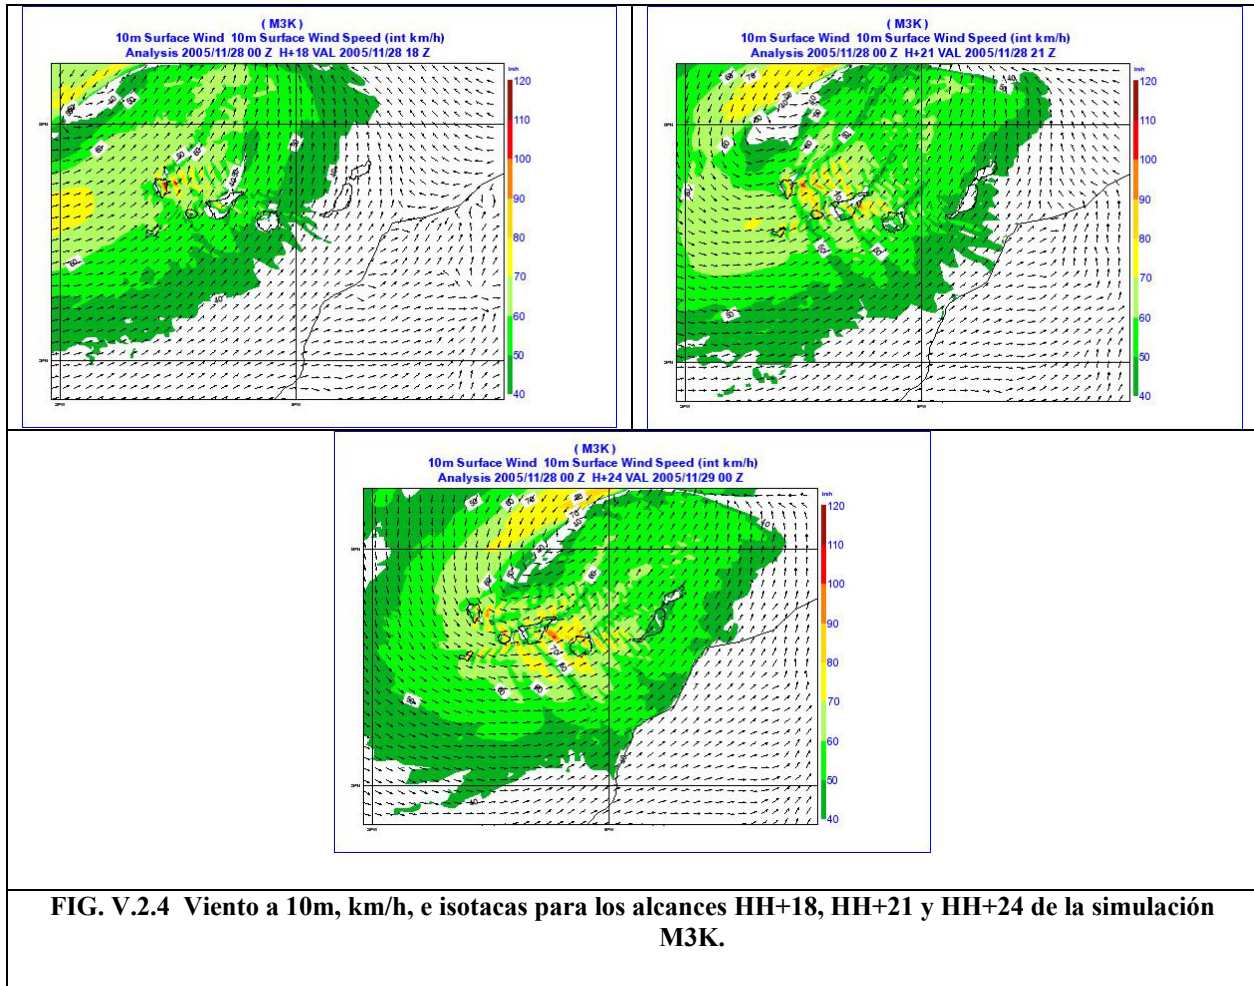 ( M3K )
10m Surface Wind 10m Surface Wind Speed (int km/h)
Analysis 2005/11/28 00 Z H+18 VAL 2005/11/28 18 Z
120
110
100
90
80
70
60
50
40
( M3K )
10m Surface Wind 10m Surface Wind Speed (int km/h)
Analysis 2005/11/28 00 Z H+21 VAL 2005/11/28 21 Z
120
110
100
90
80
70
60
50
40
( M3K )
10m Surface Wind 10m Surface Wind Speed (int km/h)
Analysis 2005/11/28 00 Z H+24 VAL 2005/11/29 00 Z
120
110
100
90
80
70
60
50
40
FIG. V.2.4 Viento a 10m, km/h, e isotacas para los alcances HH+18, HH+21 y HH+24 de la simulación
M3K.